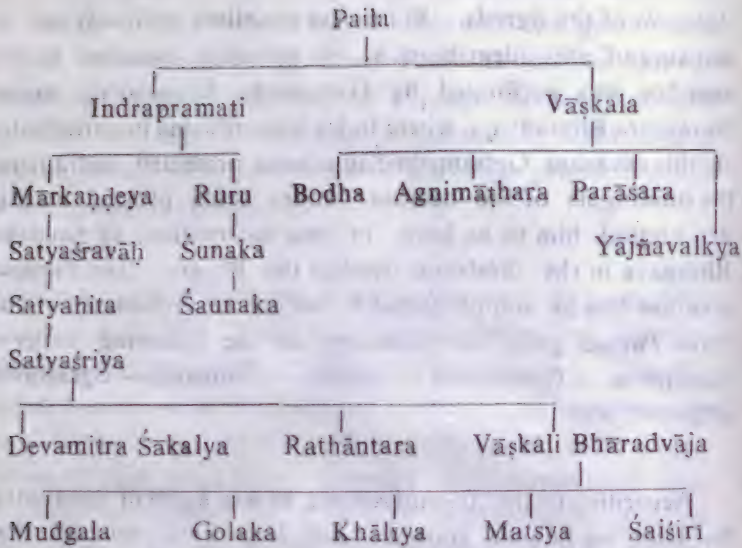 Paila
Indrapramati Vāṣkala
Mārkaṇḍeya Ruru Bodha Agnimāṭhara Parāśara
Yājñavalkya
Satyaśravāḥ Śunaka
Satyahita Śaunaka
Satyaśriya
Devamitra Śākalya Rathāntara Vāṣkali Bhāradvāja
Mudgala Golaka Khālīya Matsya Śaiśiri